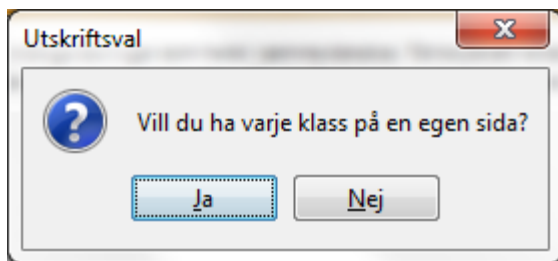 Utskriftsval
Vill du ha varje klass på en egen sida?
Ja
Nej